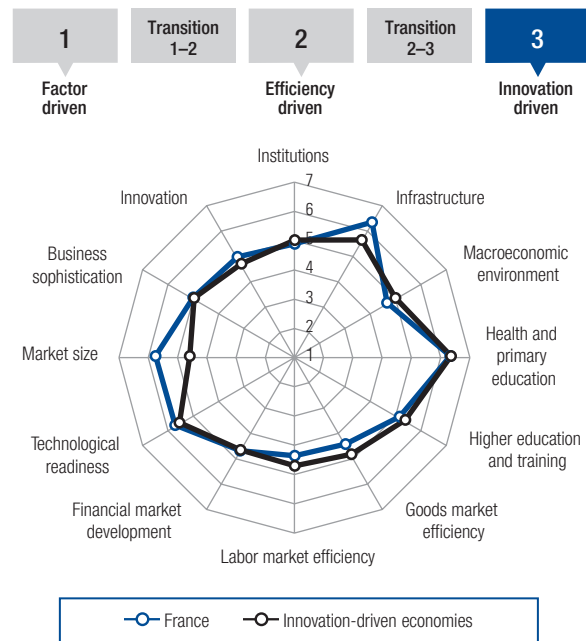 1
Transition
1–2
2
Transition
2–3
3
Factor
driven
Efficiency
driven
Innovation
driven
Institutions
7
Innovation
Infrastructure
6
5
Business
sophistication
Macroeconomic
environment
4
3
2
Market size
1
Health and
primary
education
Technological
readiness
Higher education
and training
Financial market
development
Goods market
efficiency
Labor market efficiency
France
Innovation-driven economies